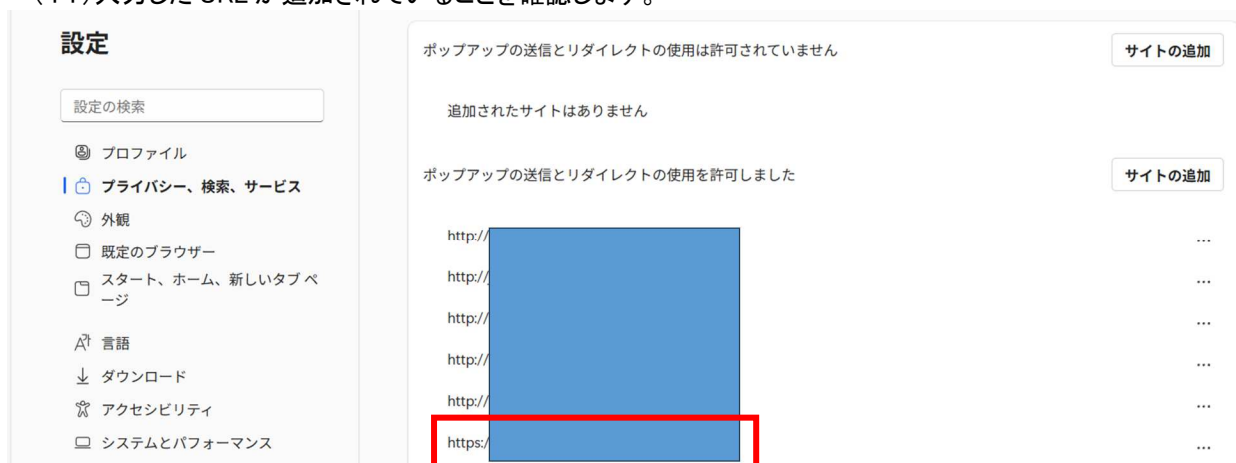 設定
設定の検索
プロファイル
プライバシー、検索、サービス
外観
既定のブラウザー
スタート、ホーム、新しいタブ ペ
ージ
言語
ダウンロード
アクセシビリティ
システムとパフォーマンス
ポップアップの送信とリダイレクトの使用は許可されていません
サイトの追加
追加されたサイトはありません
ポップアップの送信とリダイレクトの使用を許可しました
サイトの追加
http://
...
http://
...
http://
...
http://
...
http://
...
https:/
...